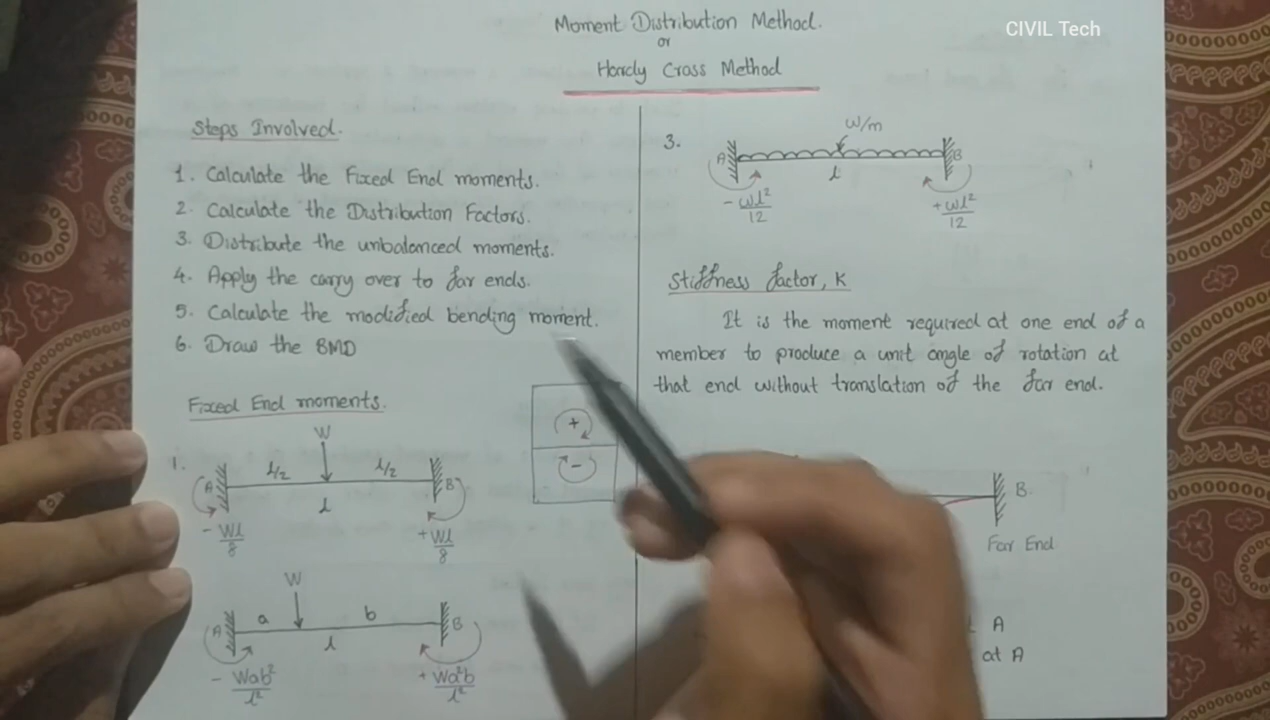 Moment Distribution Method.
or
Hardy Cross Method
CIVIL Tech
Steps Involved.
1. Calculate the Fixed End moments.
2. Calculate the Distribution Factors.
3. Distribute the unbalanced moments.
4. Apply the carry over to far ends.
5. Calculate the modified bending moment.
6. Draw the BMD
Fixed End moments.
1.
W
A l/2 l/2 B
l
- Wl/8 + Wl/8
+
-
W
A a b B
l
- Wab²/l² + Wa²b/l²
3.
W/m
A B
l
- Wl²/12 + Wl²/12
Stiffness factor, K
It is the moment required at one end of a
member to produce a unit angle of rotation at
that end without translation of the far end.
B.
Far End
A
at A